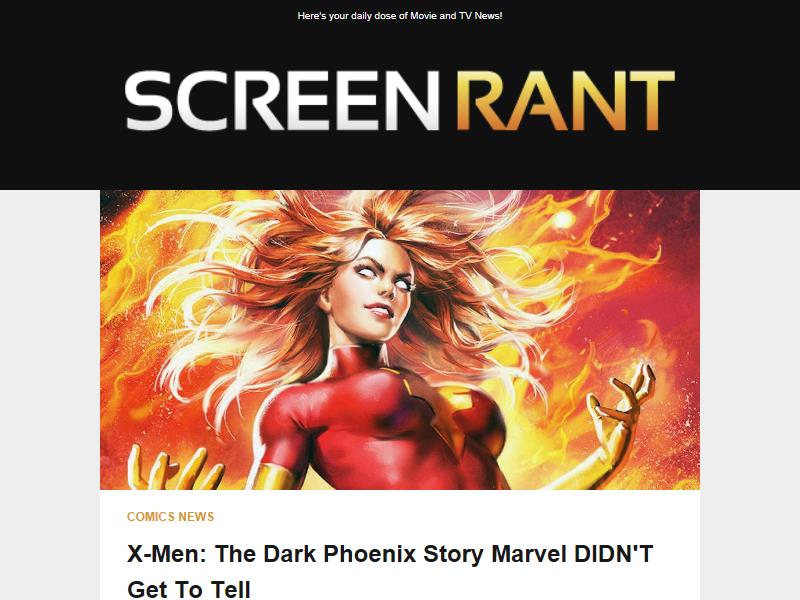 Here's your daily dose of Movie and TV News!
SCREEN RANT
COMICS NEWS
X-Men: The Dark Phoenix Story Marvel DIDN'T
Get To Tell